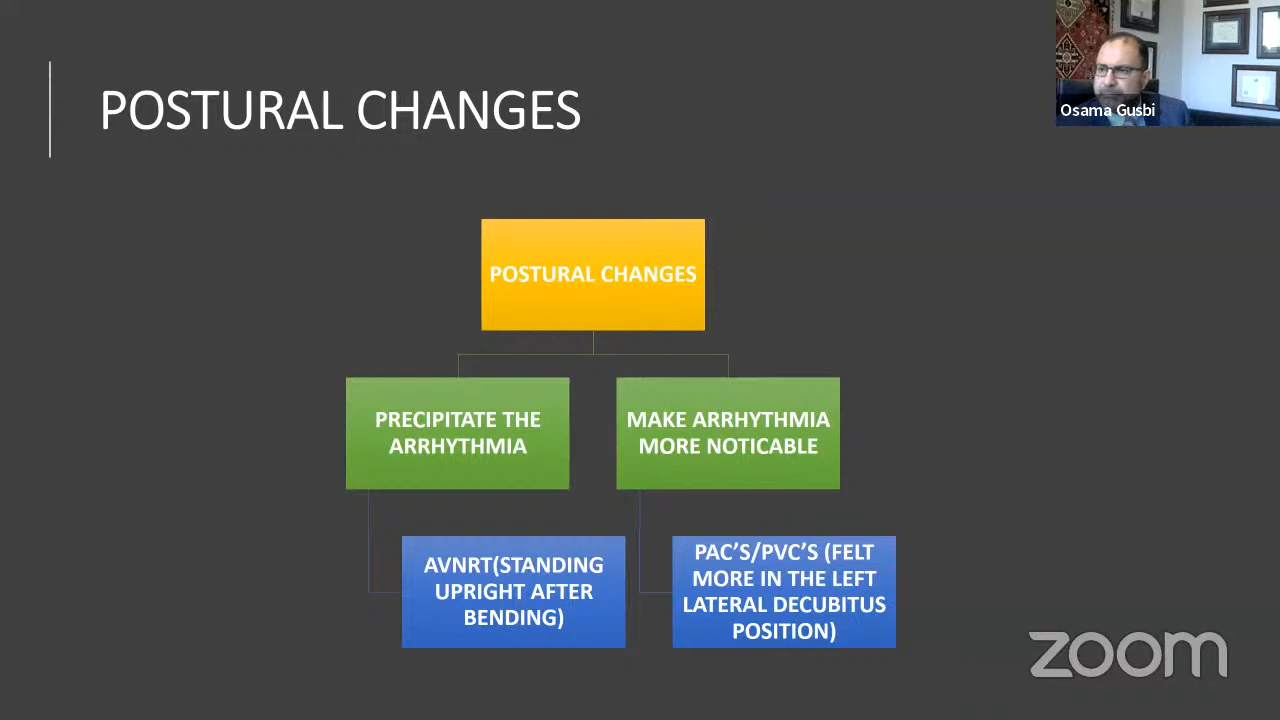 POSTURAL CHANGES
Osama Gusbi
POSTURAL CHANGES
PRECIPITATE THE
ARRHYTHMIA
MAKE ARRHYTHMIA
MORE NOTICABLE
AVNRT(STANDING
UPRIGHT AFTER
BENDING)
PAC’S/PVC’S (FELT
MORE IN THE LEFT
LATERAL DECUBITUS
POSITION)
zoom